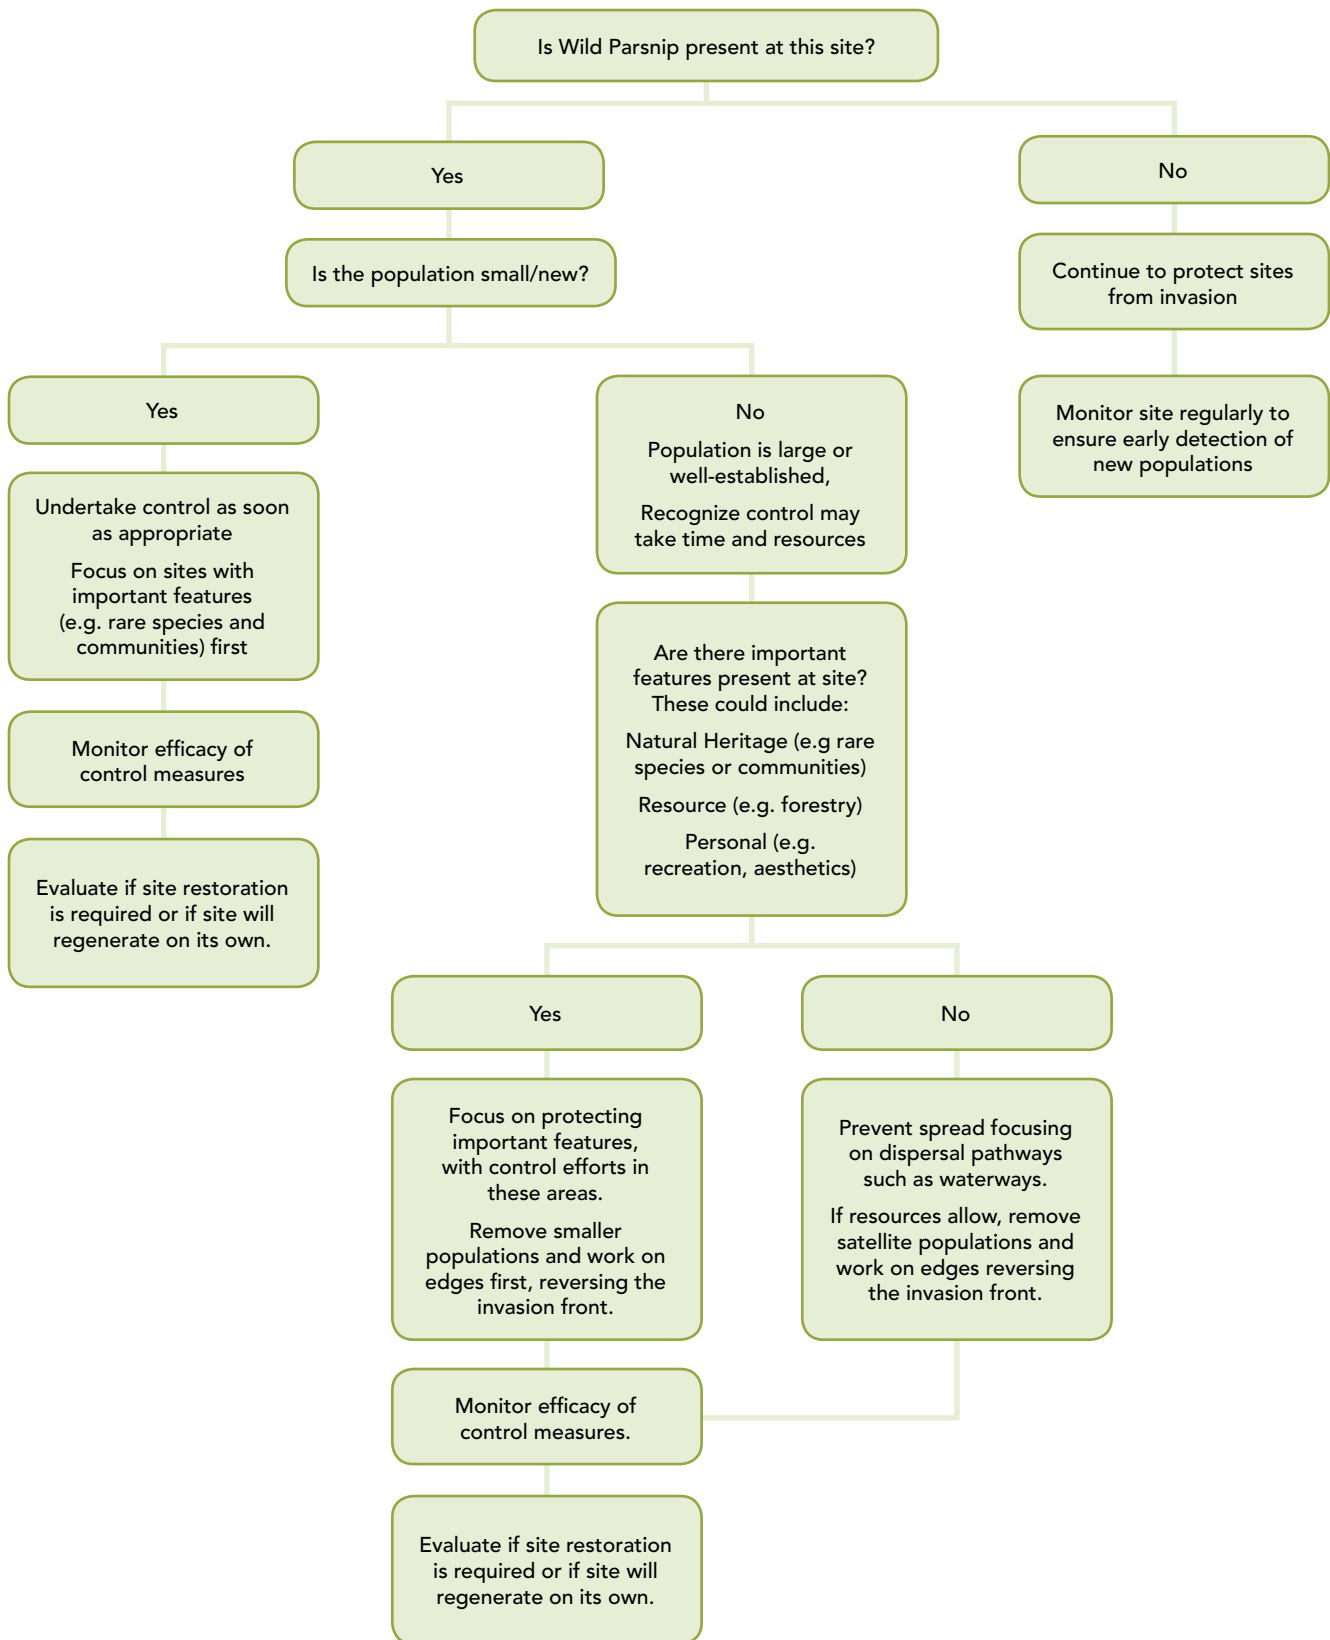 Is Wild Parsnip present at this site?
Yes
No
Is the population small/new?
Continue to protect sites
from invasion
Yes
No
Population is large or
well-established,
Recognize control may
take time and resources
Monitor site regularly to
ensure early detection of
new populations
Undertake control as soon
as appropriate
Focus on sites with
important features
(e.g. rare species and
communities) first
Are there important
features present at site?
These could include:
Natural Heritage (e.g rare
species or communities)
Resource (e.g. forestry)
Personal (e.g.
recreation, aesthetics)
Monitor efficacy of
control measures
Evaluate if site restoration
is required or if site will
regenerate on its own.
Yes
No
Focus on protecting
important features,
with control efforts in
these areas.
Remove smaller
populations and work on
edges first, reversing the
invasion front.
Prevent spread focusing
on dispersal pathways
such as waterways.
If resources allow, remove
satellite populations and
work on edges reversing
the invasion front.
Monitor efficacy of
control measures.
Evaluate if site restoration
is required or if site will
regenerate on its own.